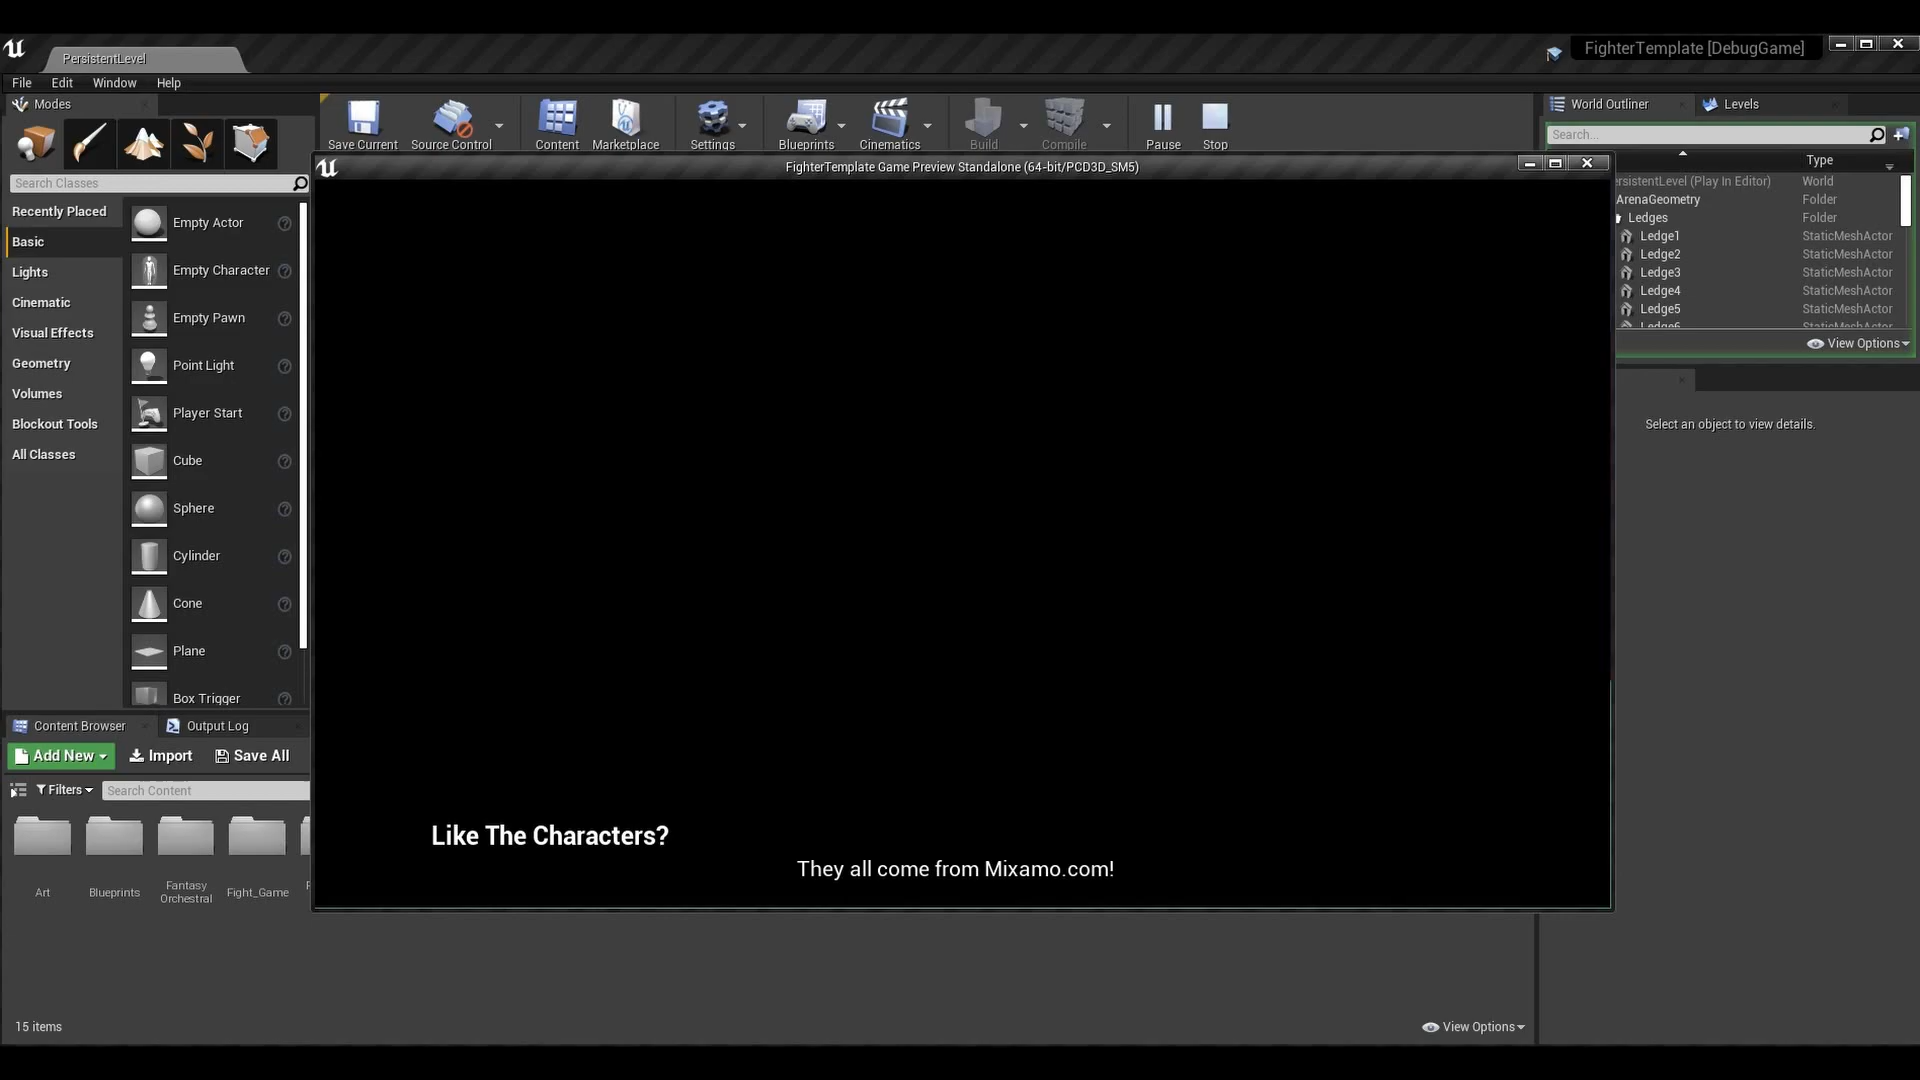 PersistentLevel
FighterTemplate [DebugGame]
File Edit Window Help
Modes
World Outliner
Levels
Save Current
Source Control
Content
Marketplace
Settings
Blueprints
Cinematics
Build
Compile
Pause
Stop
Search...
FighterTemplate Game Preview Standalone (64-bit/PCD3D_SM5)
Type
Search Classes
ersistentLevel (Play In Editor) World
ArenaGeometry Folder
Ledges Folder
Ledge1 StaticMeshActor
Ledge2 StaticMeshActor
Ledge3 StaticMeshActor
Ledge4 StaticMeshActor
Ledge5 StaticMeshActor
Ledge6 StaticMeshActor
View Options
Select an object to view details.
Recently Placed
Basic
Lights
Cinematic
Visual Effects
Geometry
Volumes
Blockout Tools
All Classes
Empty Actor
Empty Character
Empty Pawn
Point Light
Player Start
Cube
Sphere
Cylinder
Cone
Plane
Box Trigger
Content Browser
Output Log
Add New
Import
Save All
Filters
Search Content
Like The Characters?
They all come from Mixamo.com!
Art
Blueprints
Fantasy
Orchestral
Fight_Game
15 items
View Options